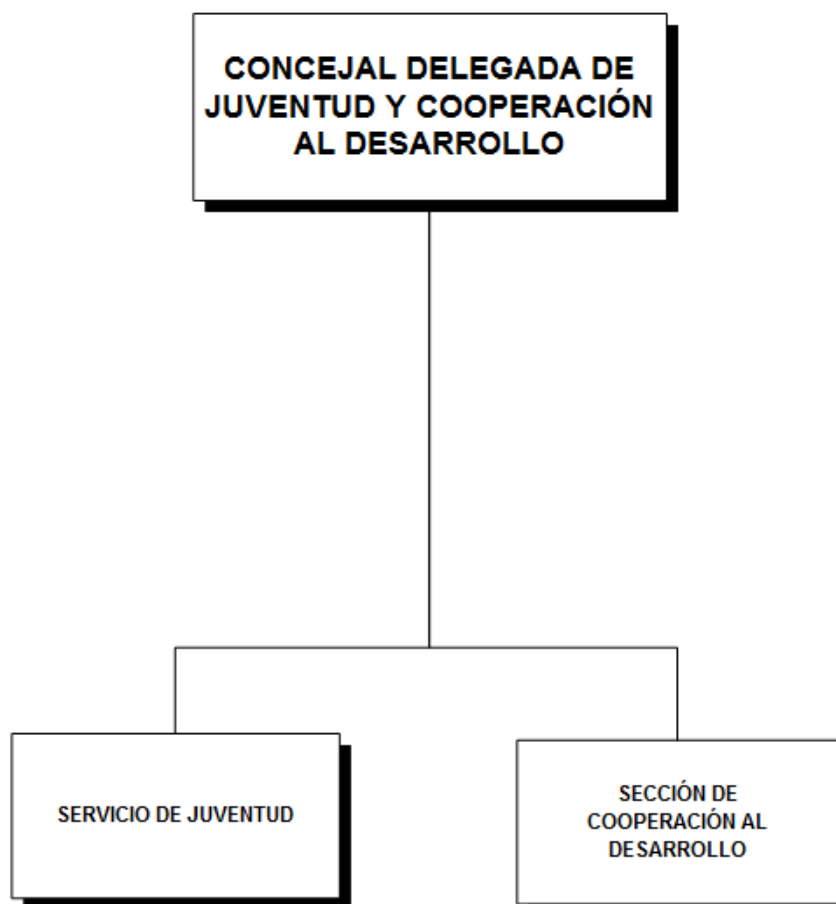 CONCEJAL DELEGADA DE
JUVENTUD Y COOPERACIÓN
AL DESARROLLO
SERVICIO DE JUVENTUD
SECCIÓN DE
COOPERACIÓN AL
DESARROLLO